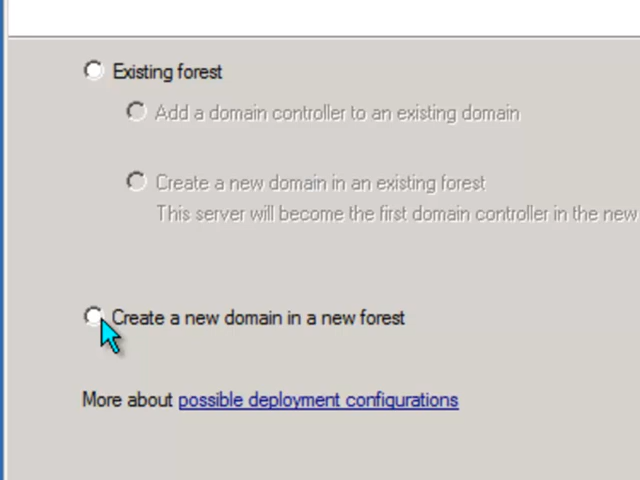 Existing forest
Add a domain controller to an existing domain
Create a new domain in an existing forest
This server will become the first domain controller in the new
Create a new domain in a new forest
More about possible deployment configurations